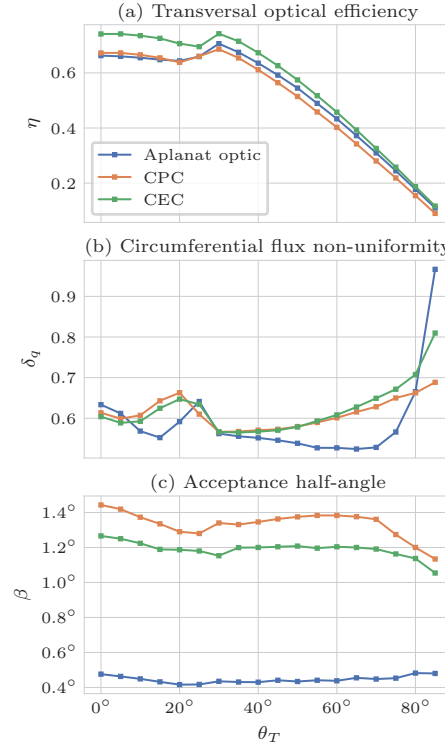 (a) Transversal optical efficiency
0.6
0.4
0.2
η
Aplanat optic
CPC
CEC
(b) Circumferential flux non-uniformity
0.9
0.8
0.7
0.6
δq
(c) Acceptance half-angle
1.4°
1.2°
1.0°
0.8°
0.6°
0.4°
β
0° 20° 40° 60° 80°
θT